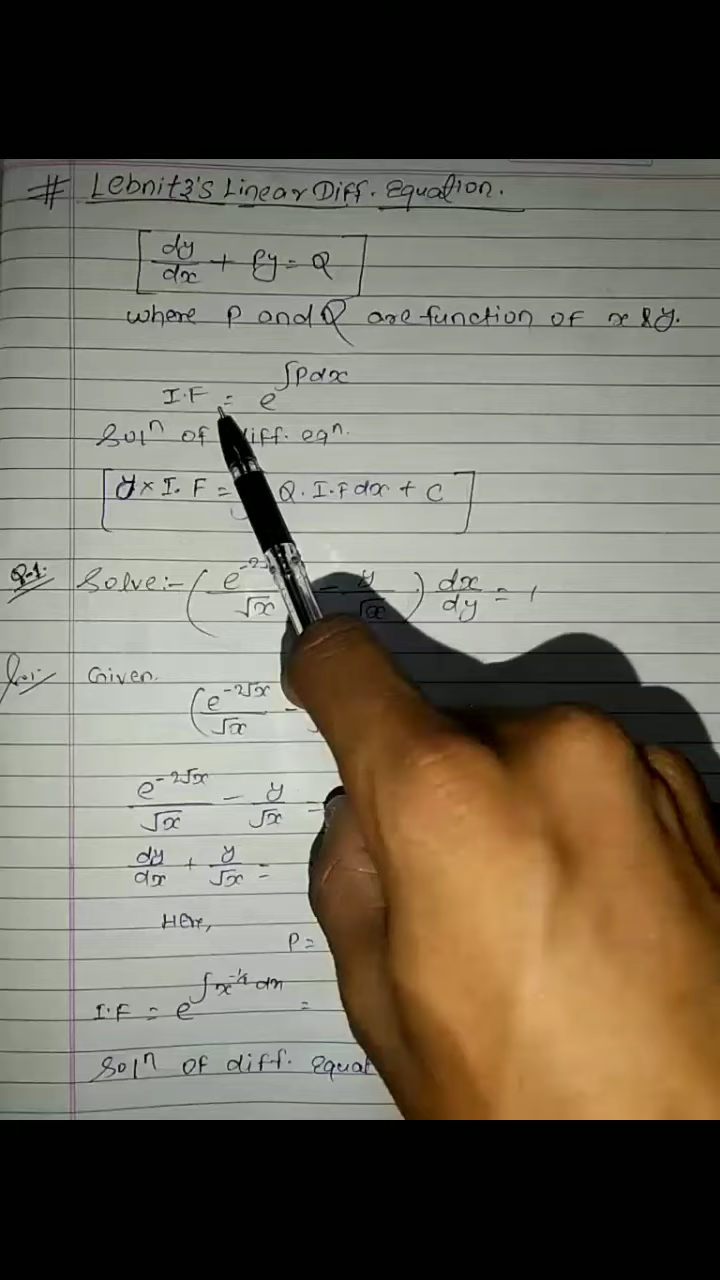 # Lebnitz's Linear Diff. Equation.
[dy/dx + Py = Q]
where P and Q are function of x & y.
I.F = e^∫Pdx
Solⁿ of diff. eqⁿ.
[y × I.F = Q. I.F dx + C]
Q-1. Solve:- (e^-2 /√x - y/√x) dx/dy = 1
Sol:- Given.
(e^-2√x/√x -
e^-2√x/√x - y/√x =
dy/dx + y/√x =
Here,
P =
I.F = e^∫x^-½ dx =
Solⁿ of diff. Equat